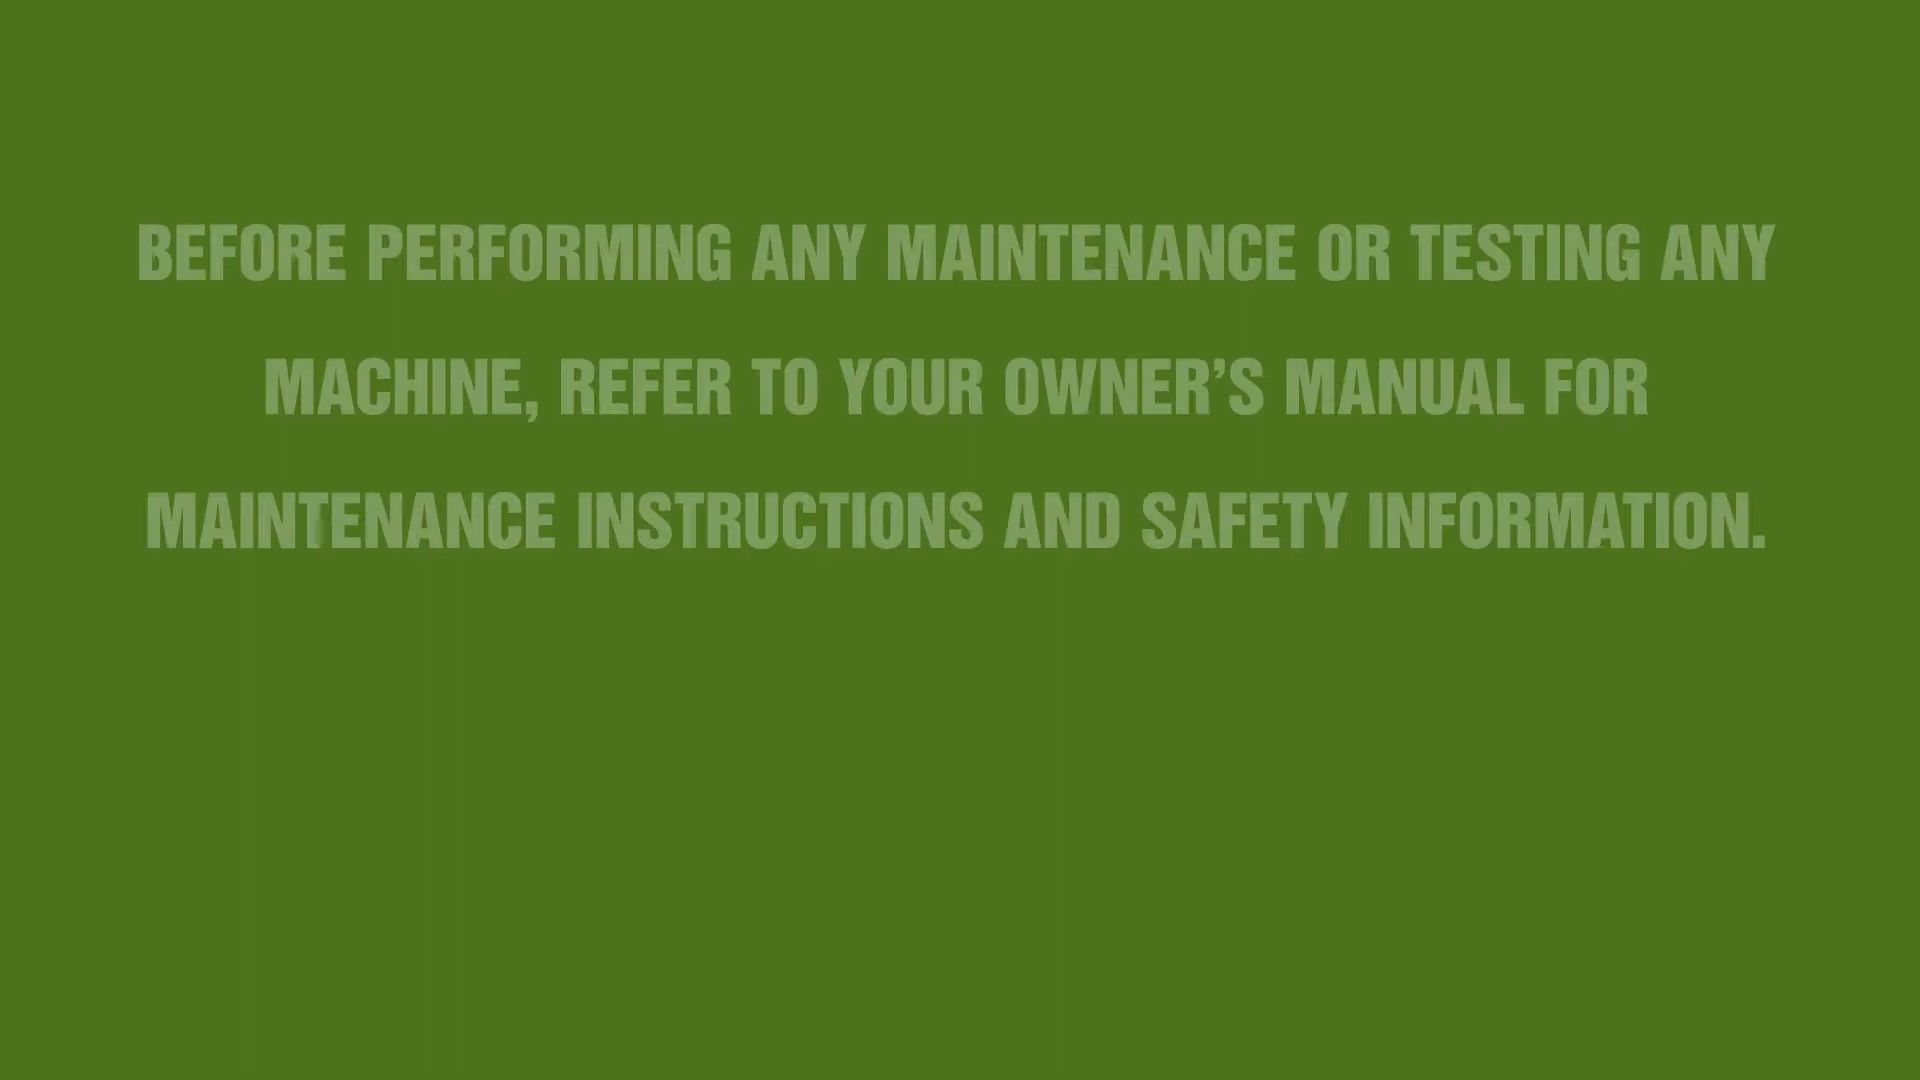 BEFORE PERFORMING ANY MAINTENANCE OR TESTING ANY
MACHINE, REFER TO YOUR OWNER’S MANUAL FOR
MAINTENANCE INSTRUCTIONS AND SAFETY INFORMATION.